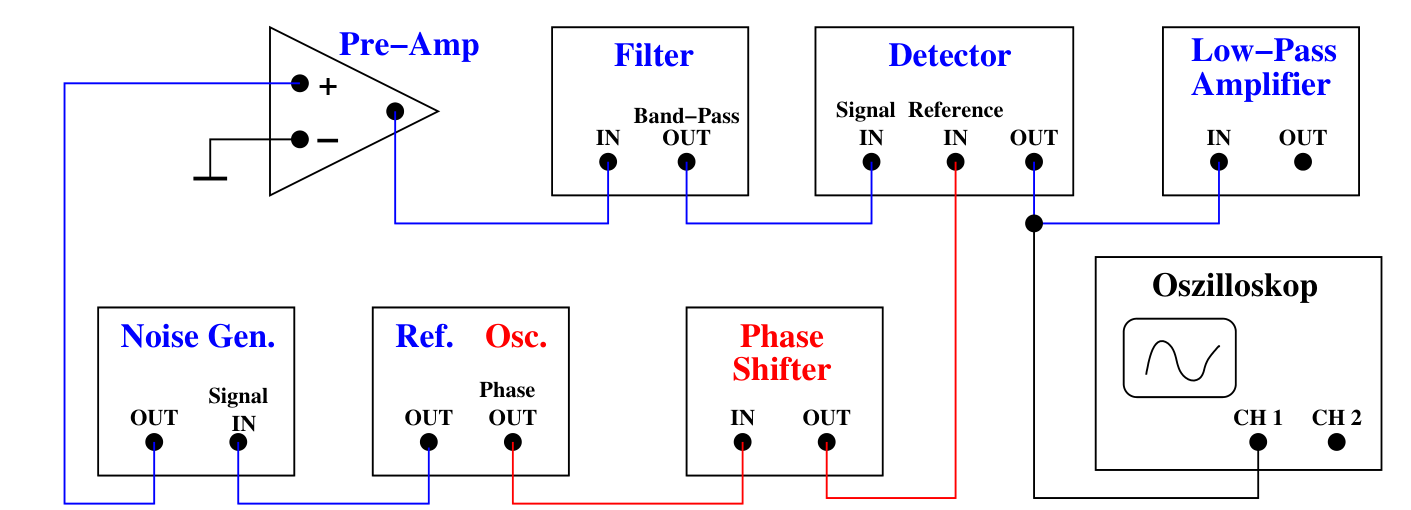 Pre−Amp
+
−
Filter
Band−Pass
IN OUT
Detector
Signal Reference
IN IN OUT
Low−Pass
Amplifier
IN OUT
Noise Gen.
Signal
OUT IN
Ref. Osc.
Phase
OUT OUT
Phase
Shifter
IN OUT
Oszilloskop
CH 1 CH 2